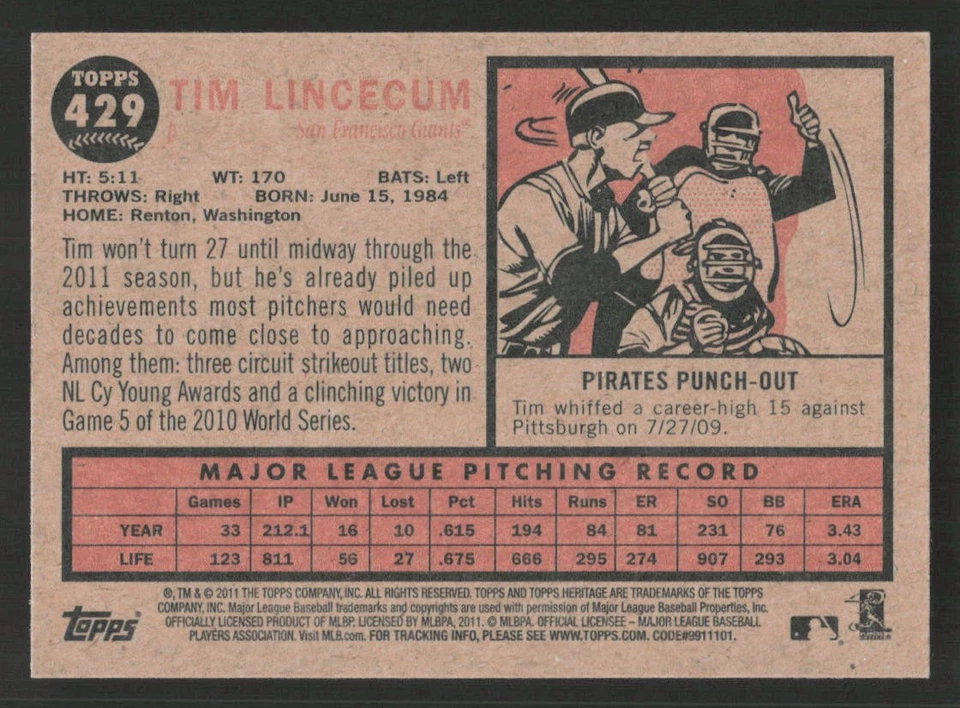 TOPPS
429
TIM LINCECUM
p San Francisco Giants™
HT: 5:11 WT: 170 BATS: Left
THROWS: Right BORN: June 15, 1984
HOME: Renton, Washington
Tim won't turn 27 until midway through the
2011 season, but he's already piled up
achievements most pitchers would need
decades to come close to approaching.
Among them: three circuit strikeout titles, two
NL Cy Young Awards and a clinching victory in
Game 5 of the 2010 World Series.
PIRATES PUNCH-OUT
Tim whiffed a career-high 15 against
Pittsburgh on 7/27/09.
MAJOR LEAGUE PITCHING RECORD
Games IP Won Lost Pct Hits Runs ER SO BB ERA
YEAR 33 212.1 16 10 .615 194 84 81 231 76 3.43
LIFE 123 811 56 27 .675 666 295 274 907 293 3.04
®, TM & © 2011 THE TOPPS COMPANY, INC. ALL RIGHTS RESERVED. TOPPS AND TOPPS HERITAGE ARE TRADEMARKS OF THE TOPPS
COMPANY, INC. Major League Baseball trademarks and copyrights are used with permission of Major League Baseball Properties, Inc.
OFFICIALLY LICENSED PRODUCT OF MLBP. LICENSED BY MLBPA, 2011. © MLBPA. OFFICIAL LICENSEE – MAJOR LEAGUE BASEBALL
PLAYERS ASSOCIATION. Visit MLB.com. FOR TRACKING INFO, PLEASE SEE WWW.TOPPS.COM. CODE#9911101.
Topps